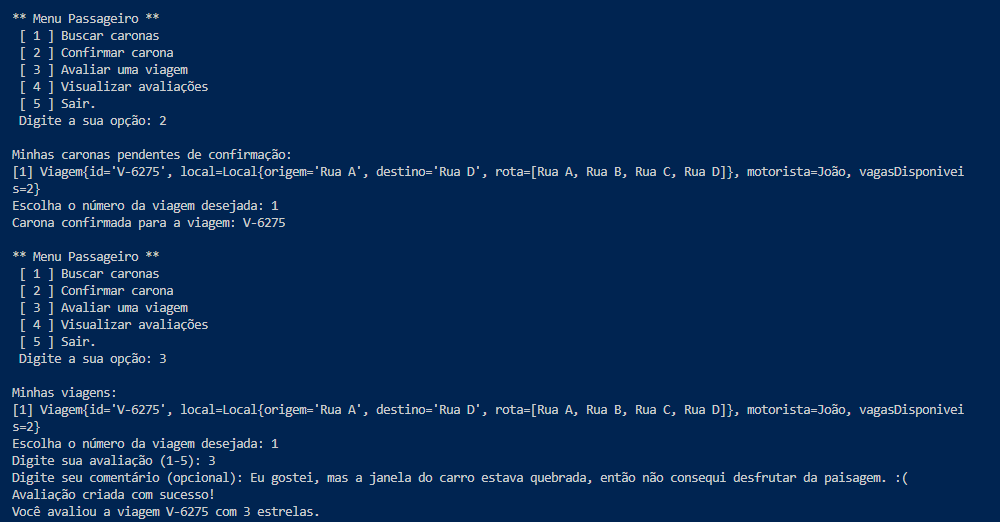 ** Menu Passageiro **
[ 1 ] Buscar caronas
[ 2 ] Confirmar carona
[ 3 ] Avaliar uma viagem
[ 4 ] Visualizar avaliações
[ 5 ] Sair.
Digite a sua opção: 2
Minhas caronas pendentes de confirmação:
[1] Viagem{id='V-6275', local=Local{origem='Rua A', destino='Rua D', rota=[Rua A, Rua B, Rua C, Rua D]}, motorista=João, vagasDisponivei
s=2}
Escolha o número da viagem desejada: 1
Carona confirmada para a viagem: V-6275
** Menu Passageiro **
[ 1 ] Buscar caronas
[ 2 ] Confirmar carona
[ 3 ] Avaliar uma viagem
[ 4 ] Visualizar avaliações
[ 5 ] Sair.
Digite a sua opção: 3
Minhas viagens:
[1] Viagem{id='V-6275', local=Local{origem='Rua A', destino='Rua D', rota=[Rua A, Rua B, Rua C, Rua D]}, motorista=João, vagasDisponivei
s=2}
Escolha o número da viagem desejada: 1
Digite sua avaliação (1-5): 3
Digite seu comentário (opcional): Eu gostei, mas a janela do carro estava quebrada, então não consequi desfrutar da paisagem. :(
Avaliação criada com sucesso!
Você avaliou a viagem V-6275 com 3 estrelas.